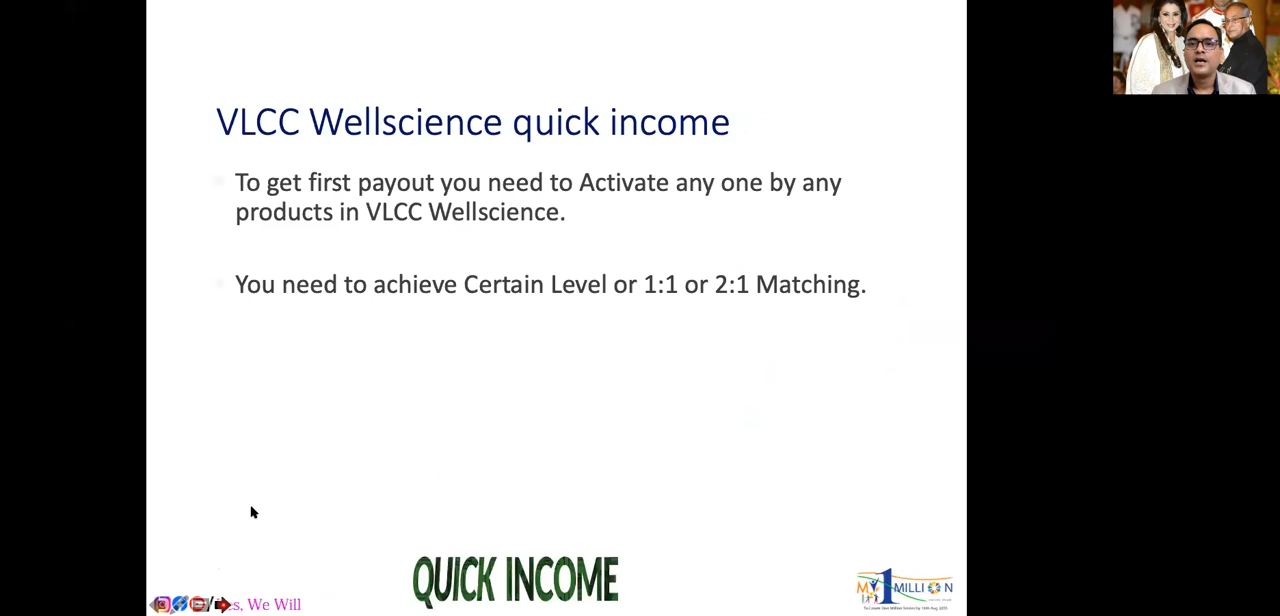 VLCC Wellscience quick income
To get first payout you need to Activate any one by any
products in VLCC Wellscience.
You need to achieve Certain Level or 1:1 or 2:1 Matching.
QUICK INCOME
We Will
MY 1 MILLION